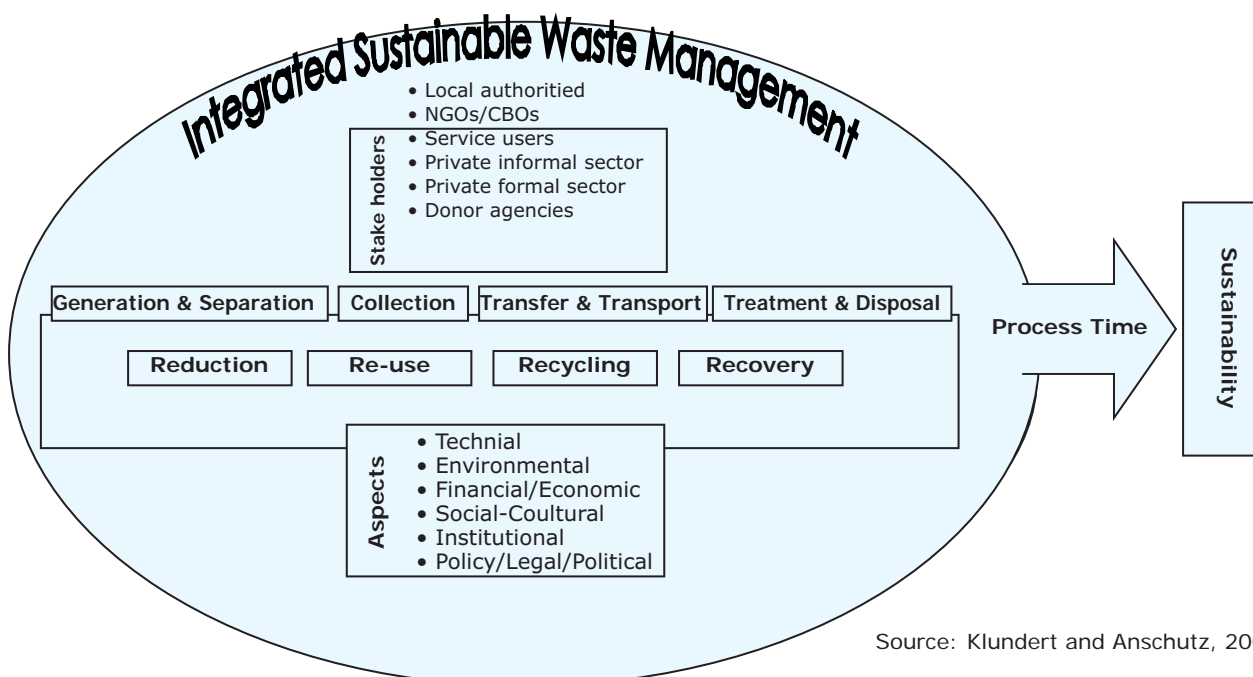 Integrated Sustainable Waste Management
• Local authoritied
• NGOs/CBOs
• Service users
• Private informal sector
• Private formal sector
• Donor agencies
Stake holders
Generation & Separation
Collection
Transfer & Transport
Treatment & Disposal
Reduction
Re-use
Recycling
Recovery
Aspects
• Technial
• Environmental
• Financial/Economic
• Social-Coultural
• Institutional
• Policy/Legal/Political
Process Time
Sustainability
Source: Klundert and Anschutz,